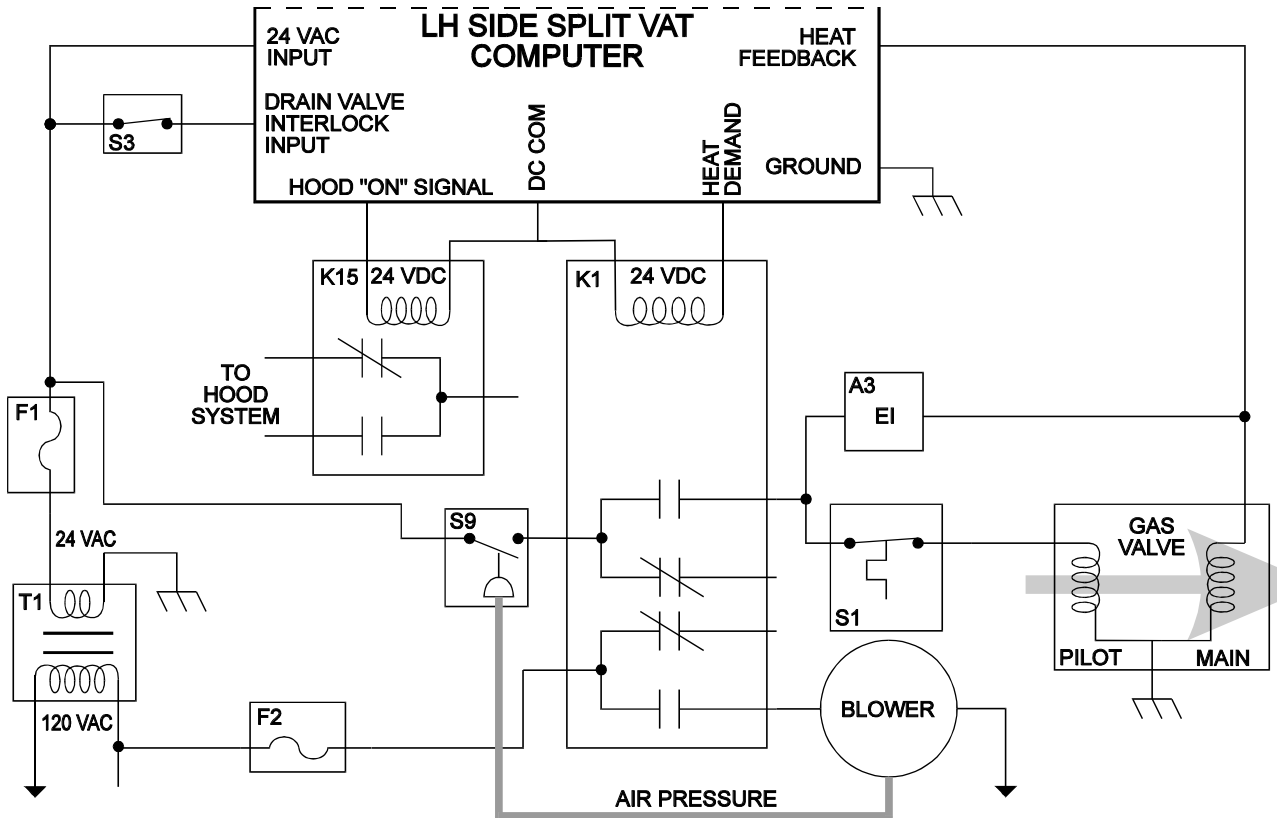 LH SIDE SPLIT VAT
COMPUTER
24 VAC
INPUT
HEAT
FEEDBACK
DRAIN VALVE
INTERLOCK
INPUT
S3
DC COM
HEAT
DEMAND
GROUND
HOOD "ON" SIGNAL
K15
24 VDC
K1
24 VDC
TO
HOOD
SYSTEM
A3
EI
F1
S9
GAS
VALVE
24 VAC
T1
S1
PILOT
MAIN
120 VAC
F2
BLOWER
AIR PRESSURE